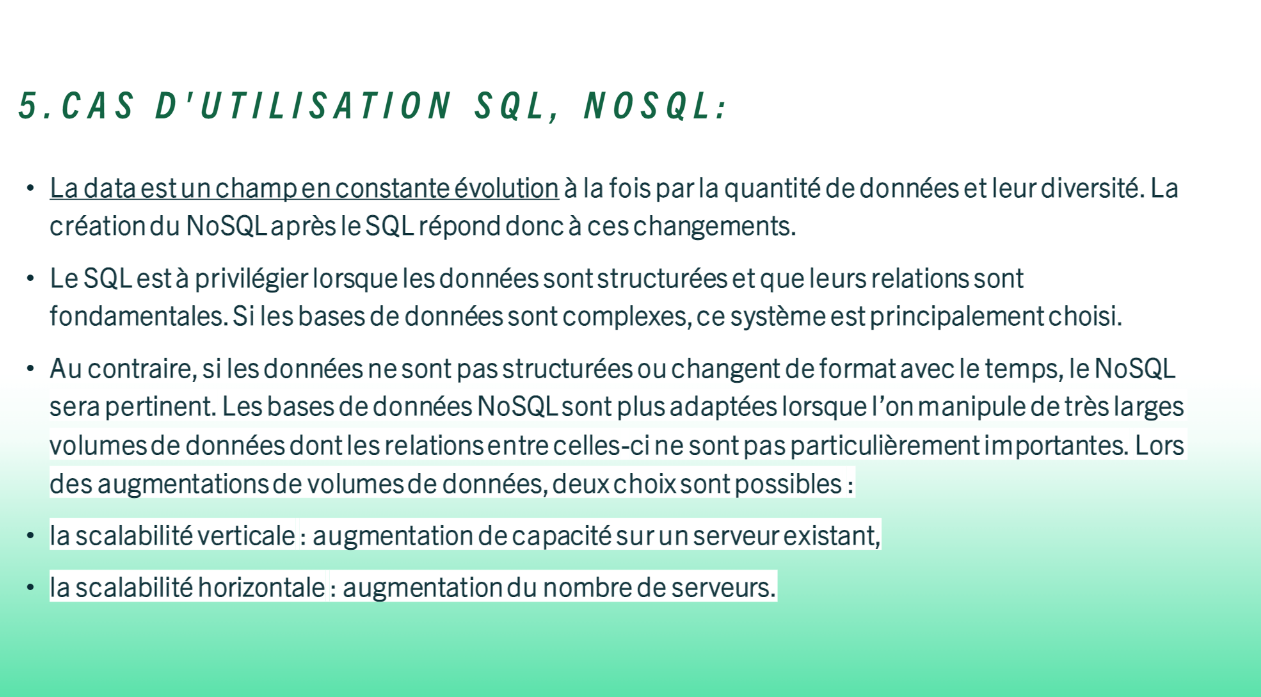 5.CAS D'UTILISATION SQL, NOSQL:
• La data est un champ en constante évolution à la fois par la quantité de données et leur diversité. La
création du NoSQL après le SQL répond donc à ces changements.
• Le SQL est à privilégier lorsque les données sont structurées et que leurs relations sont
fondamentales. Si les bases de données sont complexes, ce système est principalement choisi.
• Au contraire, si les données ne sont pas structurées ou changent de format avec le temps, le NoSQL
sera pertinent. Les bases de données NoSQL sont plus adaptées lorsque l’on manipule de très larges
volumes de données dont les relations entre celles-ci ne sont pas particulièrement importantes. Lors
des augmentations de volumes de données, deux choix sont possibles :
• la scalabilité verticale : augmentation de capacité sur un serveur existant,
• la scalabilité horizontale : augmentation du nombre de serveurs.